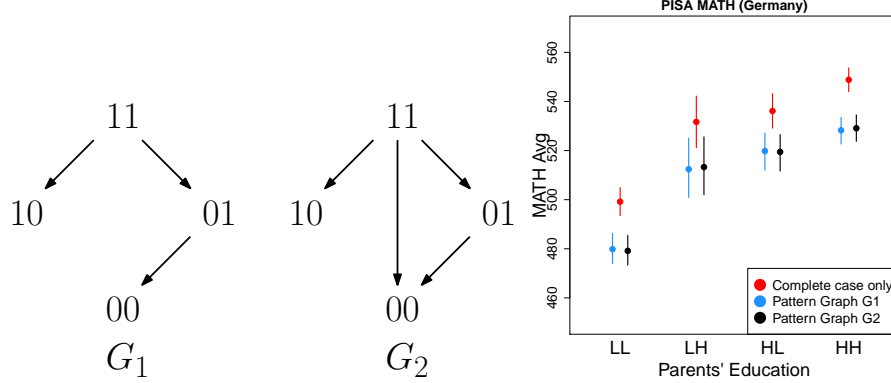 11
10
01
00
G1
11
10
01
00
G2
PISA MATH (Germany)
MATH Avg
560
540
520
500
480
460
Complete case only
Pattern Graph G1
Pattern Graph G2
LL LH HL HH
Parents' Education